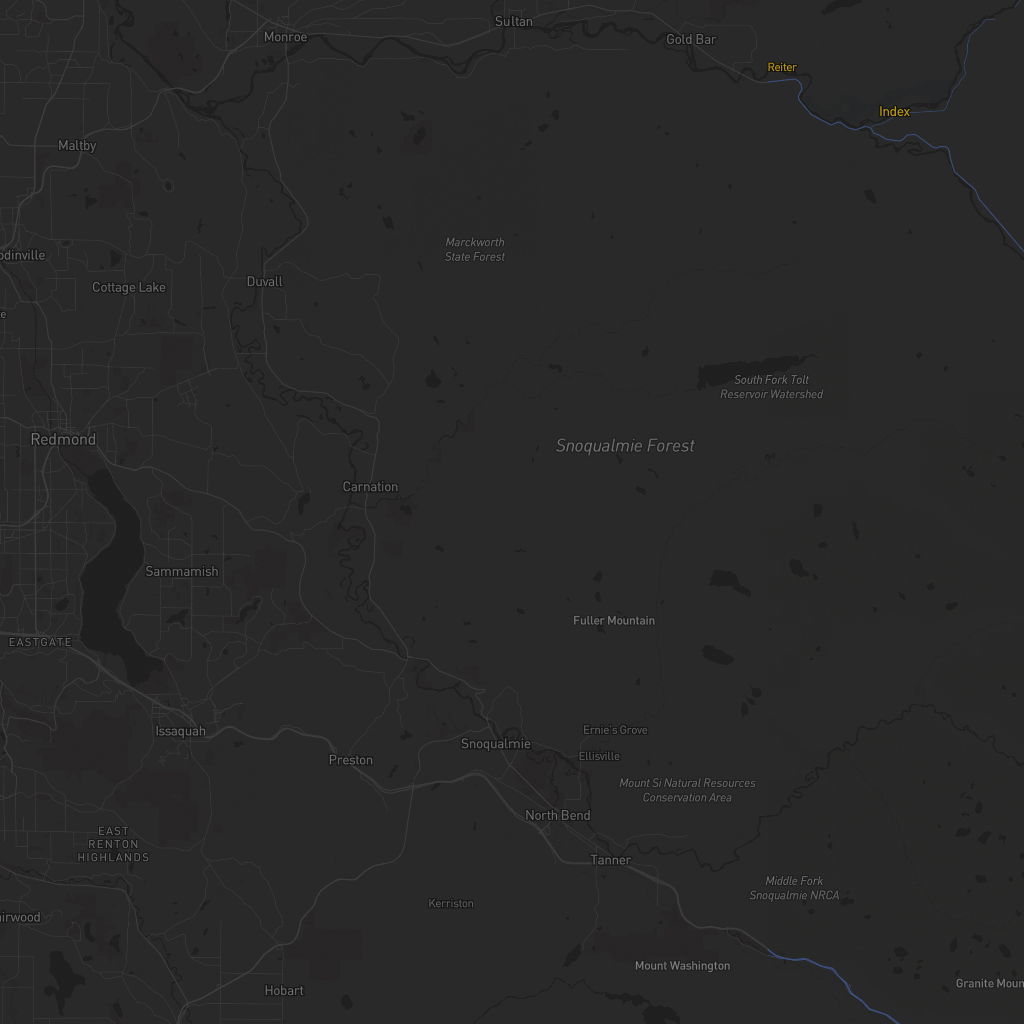 Sultan
Monroe
Gold Bar
Reiter
Index
Maltby
Marckworth
State Forest
odinville
Duvall
Cottage Lake
e
South Fork Tolt
Reservoir Watershed
Redmond
Snoqualmie Forest
Carnation
Sammamish
Fuller Mountain
EASTGATE
Issaquah
Ernie's Grove
Snoqualmie
Ellisville
Preston
Mount Si Natural Resources
Conservation Area
North Bend
EAST
RENTON
HIGHLANDS
Tanner
Middle Fork
Snoqualmie NRCA
Kerriston
airwood
Mount Washington
Granite Moun
Hobart